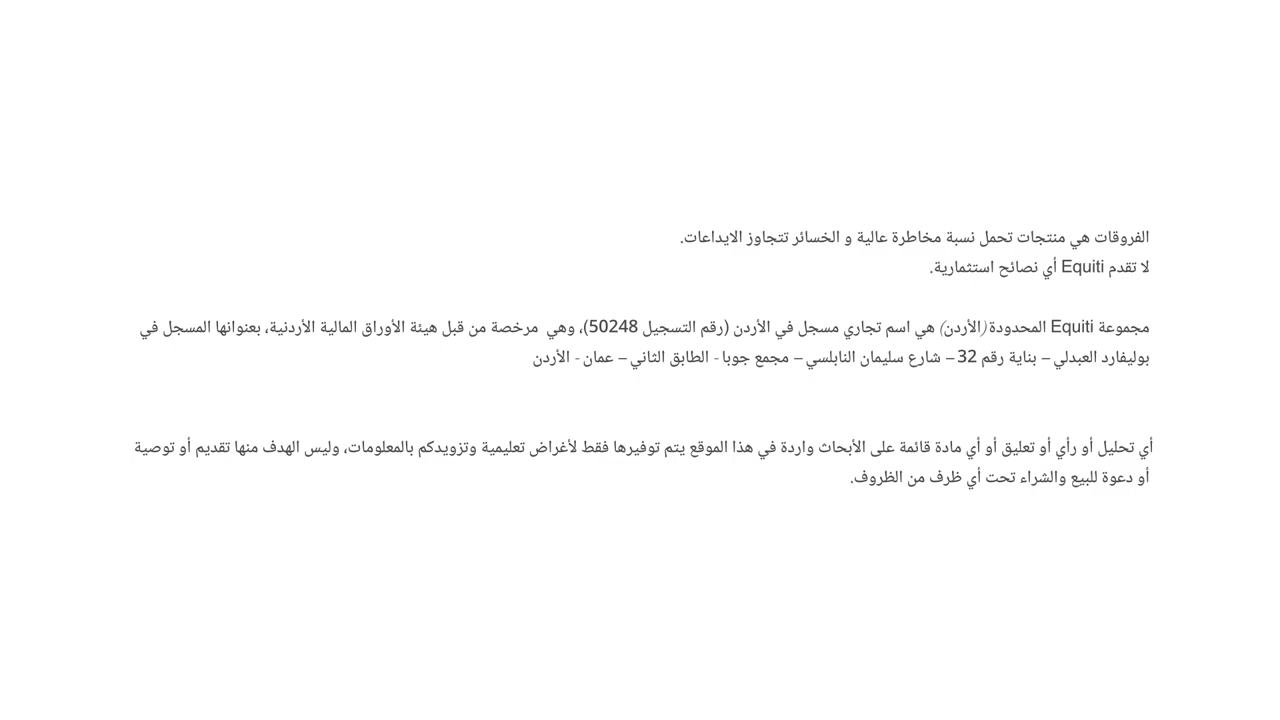 الفروقات هي منتجات تحمل نسبة مخاطرة عالية و الخسائر تتجاوز الايداعات.
لا تقدم Equiti أي نصائح استثمارية.
مجموعة Equiti المحدودة (الأردن) هي اسم تجاري مسجل في الأردن (رقم التسجيل 50248)، وهي مرخصة من قبل هيئة الأوراق المالية الأردنية، بعنوانها المسجل في
بوليفارد العبدلي – بناية رقم 32 – شارع سليمان النابلسي – مجمع جوبا - الطابق الثاني – عمان - الأردن
أي تحليل أو رأي أو تعليق أو أي مادة قائمة على الأبحاث واردة في هذا الموقع يتم توفيرها فقط لأغراض تعليمية وتزويدكم بالمعلومات، وليس الهدف منها تقديم أو توصية
أو دعوة للبيع والشراء تحت أي ظرف من الظروف.